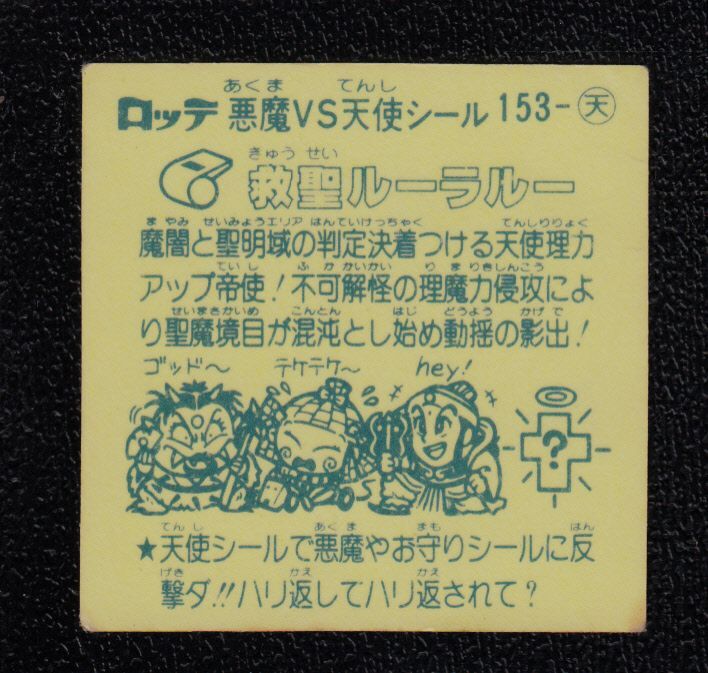 あくま てんし
ロッテ 悪魔VS天使シール 153-天
きゅう せい
救聖ルーラルー
まやみ せいみょうエリア はんていけっちゃく てんしりりょく
魔闇と聖明域の判定決着つける天使理力
ていし ふかかいかい りまりきしんこう
アップ帝使!不可解怪の理魔力侵攻によ
せいまさかいめ こんとん はじ どうよう かげで
り聖魔境目が混沌とし始め動揺の影出!
ゴッド〜 テケテケ〜 hey!
?
てんし あくま まも はん
★天使シールで悪魔やお守りシールに反
げき かえ かえ
撃ダ!!ハリ返してハリ返されて?